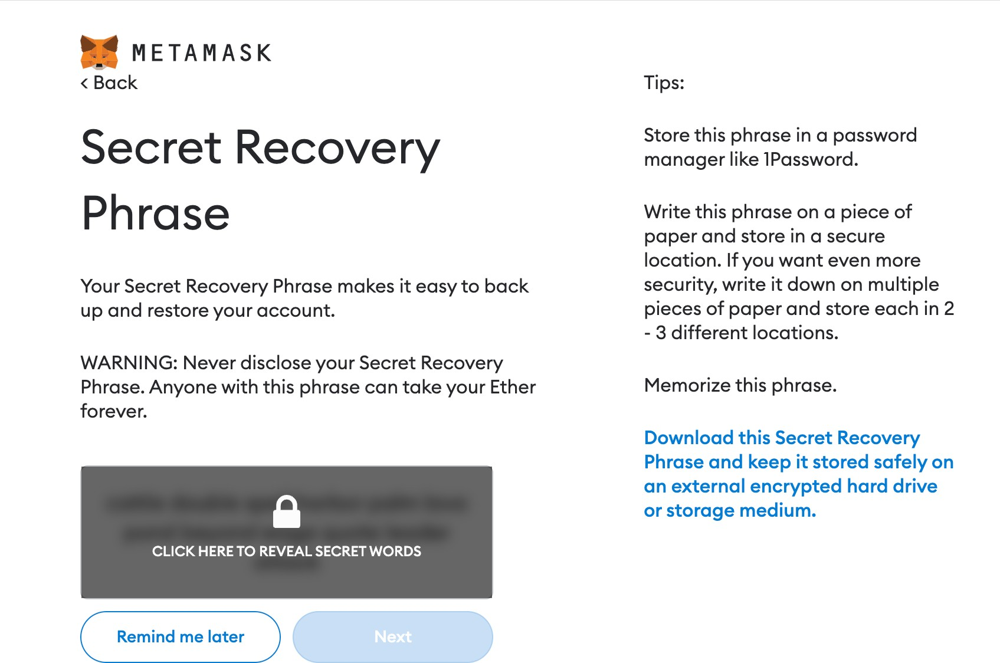 METAMASK
< Back
Secret Recovery
Phrase
Your Secret Recovery Phrase makes it easy to back
up and restore your account.
WARNING: Never disclose your Secret Recovery
Phrase. Anyone with this phrase can take your Ether
forever.
CLICK HERE TO REVEAL SECRET WORDS
Remind me later
Next
Tips:
Store this phrase in a password
manager like 1Password.
Write this phrase on a piece of
paper and store in a secure
location. If you want even more
security, write it down on multiple
pieces of paper and store each in 2
- 3 different locations.
Memorize this phrase.
Download this Secret Recovery
Phrase and keep it stored safely on
an external encrypted hard drive
or storage medium.